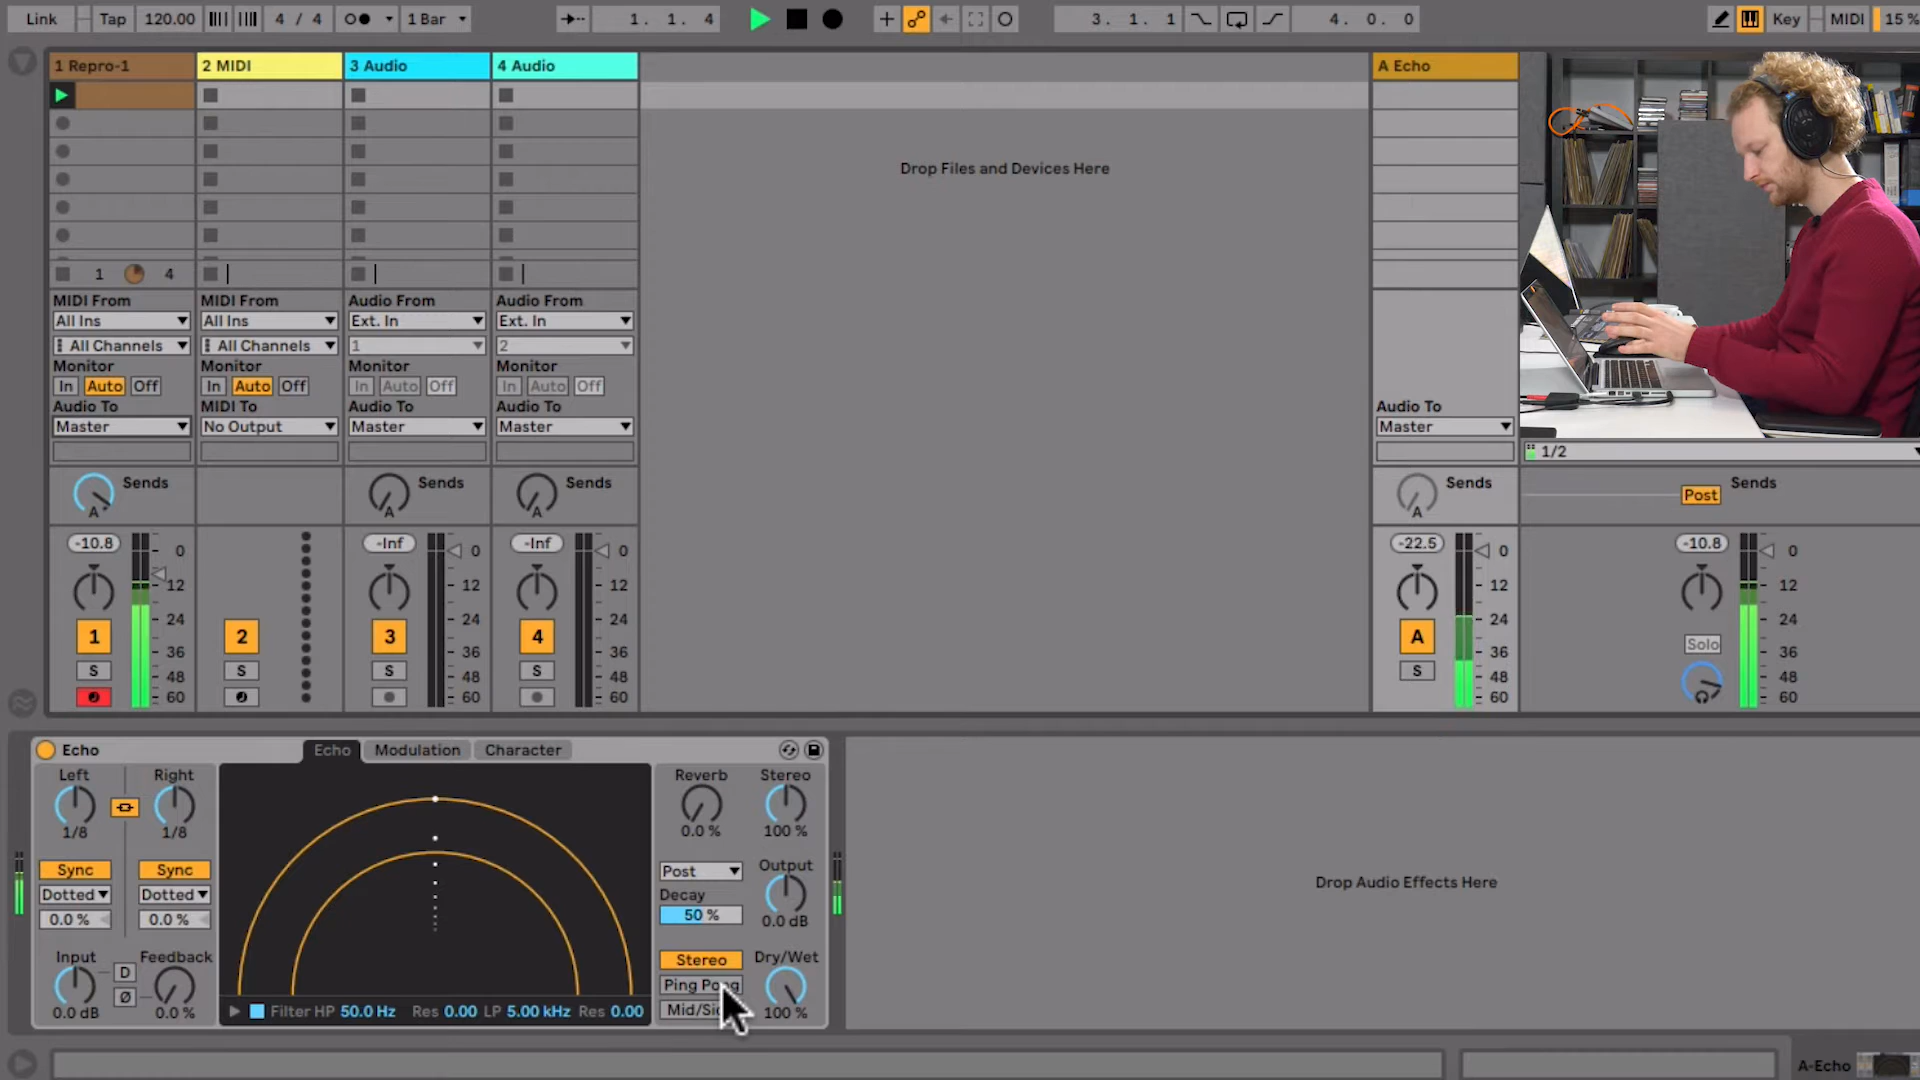 Link Tap 120.00 4 / 4 1 Bar 1. 1. 4 3. 1. 1 4. 0. 0 Key MIDI 15 %
1 Repro-1 2 MIDI 3 Audio 4 Audio A Echo
Drop Files and Devices Here
1 4
MIDI From MIDI From Audio From Audio From
All Ins All Ins Ext. In Ext. In
All Channels All Channels 1 2
Monitor Monitor Monitor Monitor
In Auto Off In Auto Off In Auto Off In Auto Off
Audio To MIDI To Audio To Audio To Audio To
Master No Output Master Master Master
1/2
Sends Sends Sends Sends Post Sends
A A A A
-10.8 -Inf -Inf -22.5 -10.8
0 0 0 0 0
12 12 12 12 12
24 24 24 24 24
1 2 3 4 A Solo
36 36 36 36 36
S S S S S
48 48 48 48 48
60 60 60 60 60
Echo Echo Modulation Character
Left Right Reverb Stereo
1/8 1/8 0.0 % 100 %
Sync Sync Post Output
Dotted Dotted Decay
0.0 % 0.0 % 50 % 0.0 dB
Drop Audio Effects Here
Input Feedback Stereo Dry/Wet
D Ping Pong
Ø
0.0 dB 0.0 % Filter HP 50.0 Hz Res 0.00 LP 5.00 kHz Res 0.00 Mid/Si 100 %
A-Echo